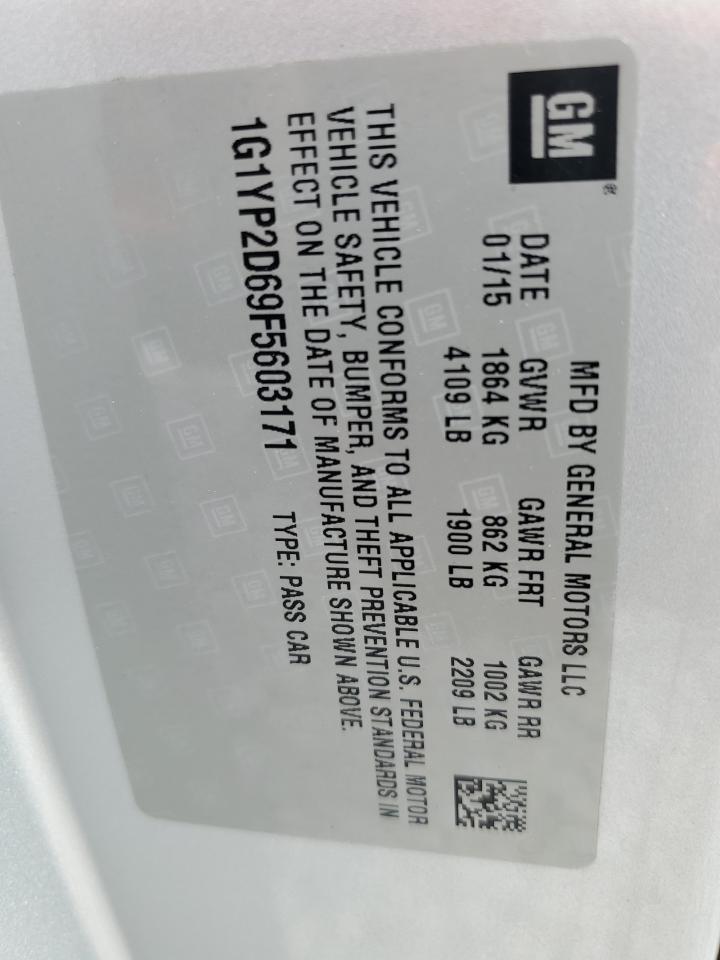 GM®
MFD BY GENERAL MOTORS LLC
DATE GVWR GAWR FRT GAWR RR
01/15 1864 KG 862 KG 1002 KG
4109 LB 1900 LB 2209 LB
THIS VEHICLE CONFORMS TO ALL APPLICABLE U.S. FEDERAL MOTOR
VEHICLE SAFETY, BUMPER, AND THEFT PREVENTION STANDARDS IN
EFFECT ON THE DATE OF MANUFACTURE SHOWN ABOVE.
1G1YP2D69F5603171 TYPE: PASS CAR